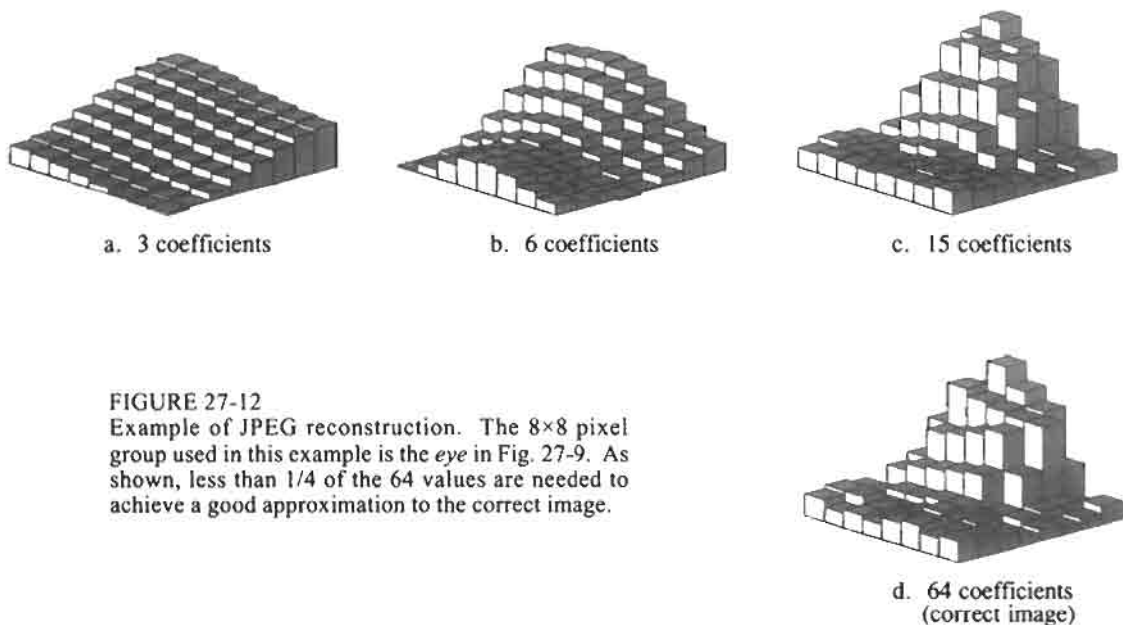 a. 3 coefficients
b. 6 coefficients
c. 15 coefficients
FIGURE 27-12
Example of JPEG reconstruction. The 8×8 pixel
group used in this example is the eye in Fig. 27-9. As
shown, less than 1/4 of the 64 values are needed to
achieve a good approximation to the correct image.
d. 64 coefficients
(correct image)